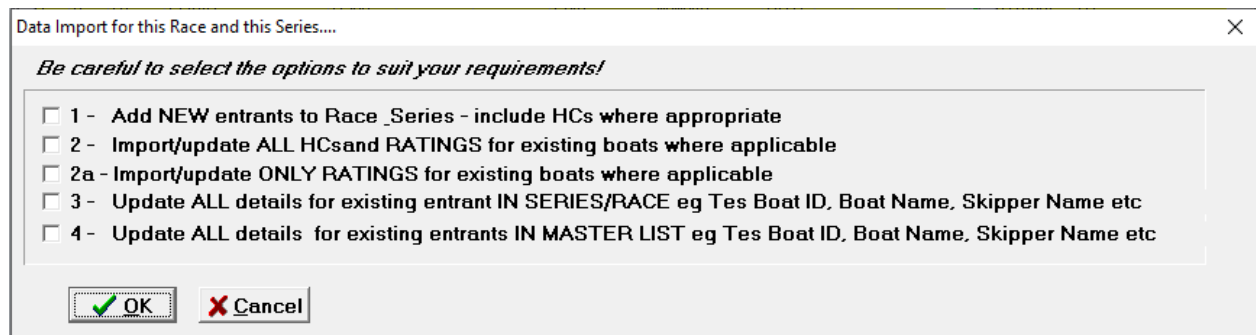 Data Import for this Race and this Series....
Be careful to select the options to suit your requirements!
1 - Add NEW entrants to Race _Series - include HCs where appropriate
2 - Import/update ALL HCsand RATINGS for existing boats where applicable
2a - Import/update ONLY RATINGS for existing boats where applicable
3 - Update ALL details for existing entrant IN SERIES/RACE eg Tes Boat ID, Boat Name, Skipper Name etc
4 - Update ALL details for existing entrants IN MASTER LIST eg Tes Boat ID, Boat Name, Skipper Name etc
OK Cancel